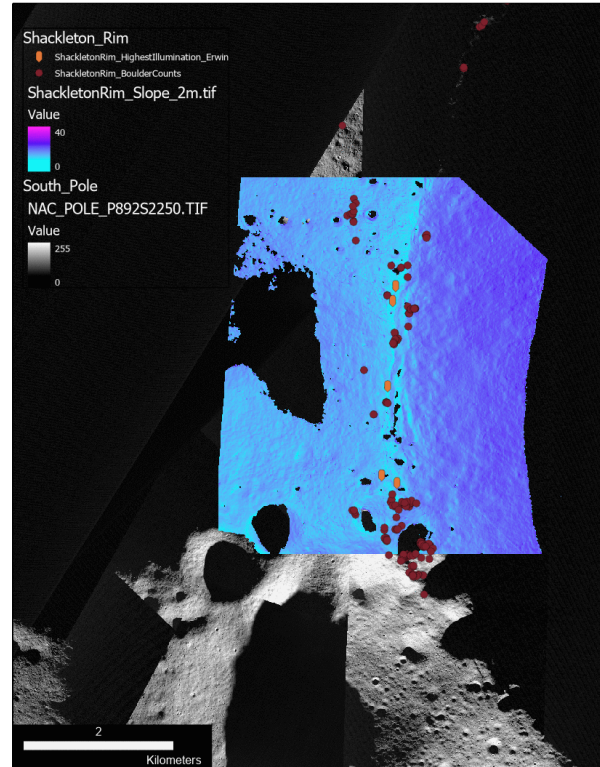 Shackleton_Rim
ShackletonRim_HighestIllumination_Erwin
ShackletonRim_BoulderCounts
ShackletonRim_Slope_2m.tif
Value
40
0
South_Pole
NAC_POLE_P892S2250.TIF
Value
255
0
2
Kilometers